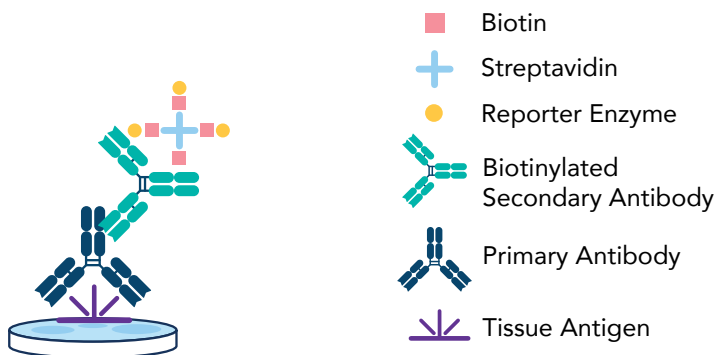 Biotin
Streptavidin
Reporter Enzyme
Biotinylated
Secondary Antibody
Primary Antibody
Tissue Antigen